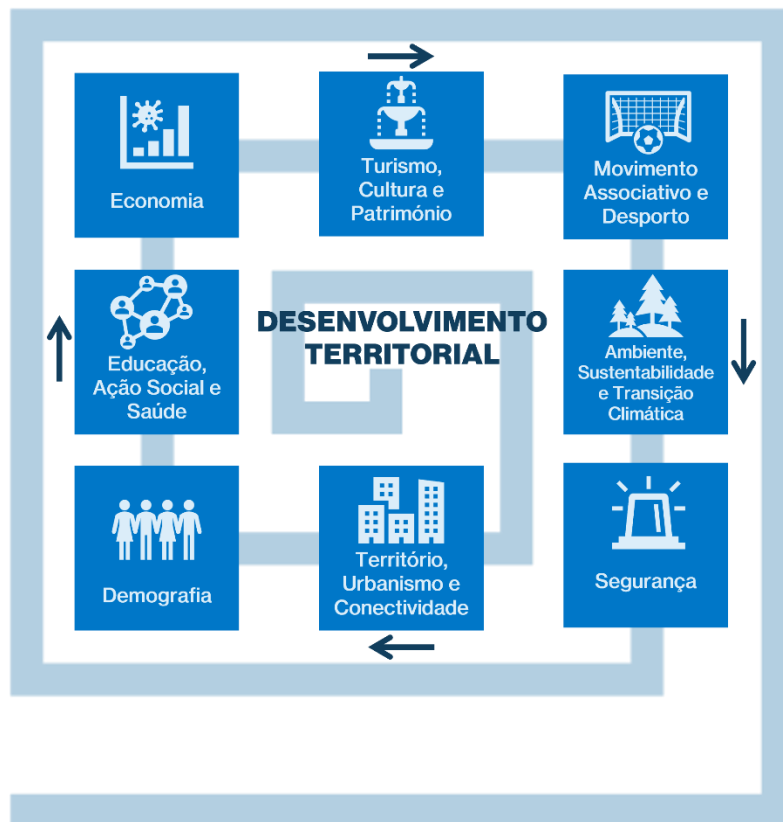 Economia
Turismo,
Cultura e
Património
Movimento
Associativo e
Desporto
Educação,
Ação Social e
Saúde
DESENVOLVIMENTO
TERRITORIAL
Ambiente,
Sustentabilidade
e Transição
Climática
Demografia
Território,
Urbanismo e
Conectividade
Segurança